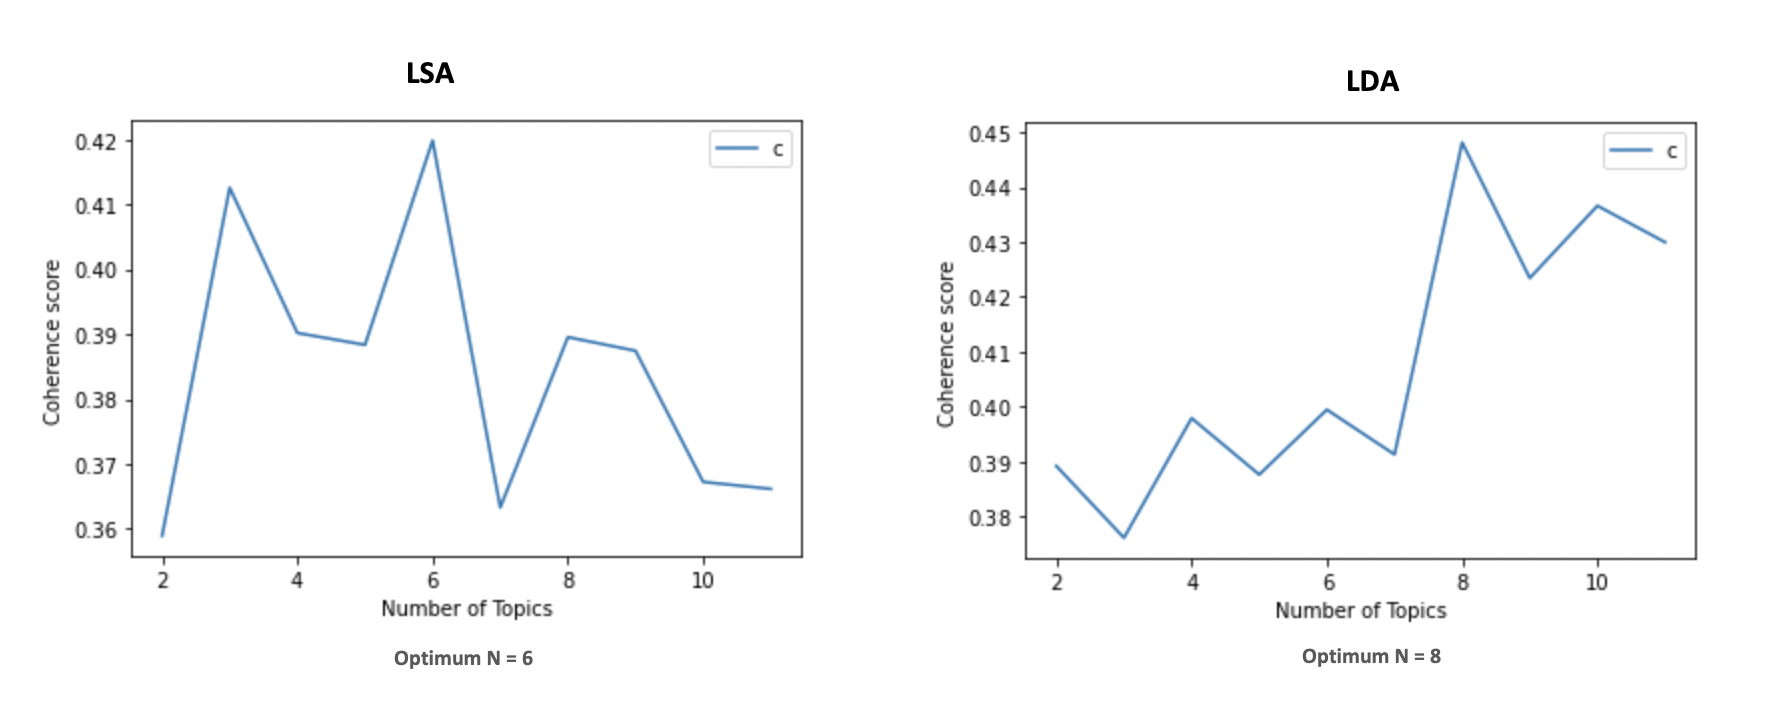 LSA
c
0.42
0.41
0.40
0.39
0.38
0.37
0.36
Coherence score
2 4 6 8 10
Number of Topics
Optimum N = 6
LDA
c
0.45
0.44
0.43
0.42
0.41
0.40
0.39
0.38
Coherence score
2 4 6 8 10
Number of Topics
Optimum N = 8